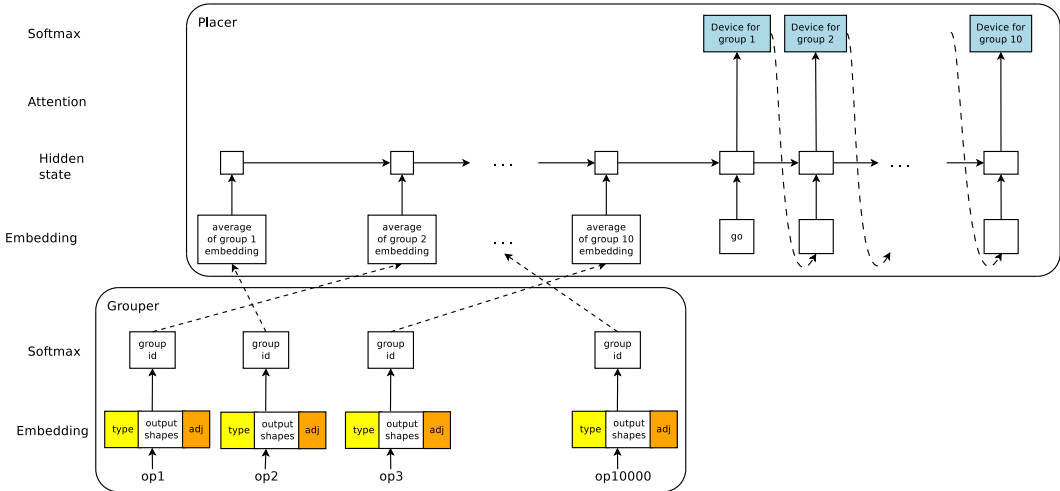 Placer
Softmax
Device for
group 1
Device for
group 2
Device for
group 10
Attention
Hidden
state
...
...
Embedding
average
of group 1
embedding
average
of group 2
embedding
...
average
of group 10
embedding
go
Grouper
Softmax
group
id
group
id
group
id
group
id
Embedding
type
output
shapes
adj
type
output
shapes
adj
type
output
shapes
adj
type
output
shapes
adj
op1
op2
op3
op10000